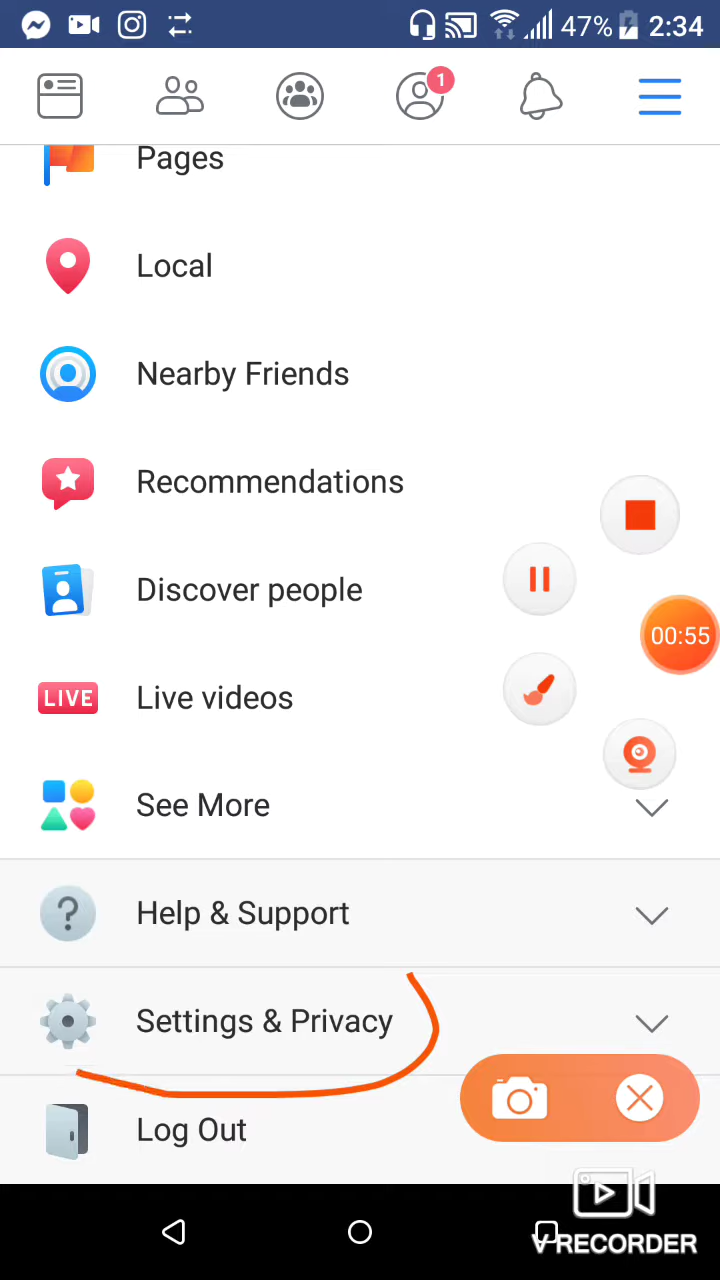 47% 2:34
1
Pages
Local
Nearby Friends
Recommendations
Discover people
00:55
LIVE Live videos
See More
Help & Support
Settings & Privacy
Log Out
V RECORDER